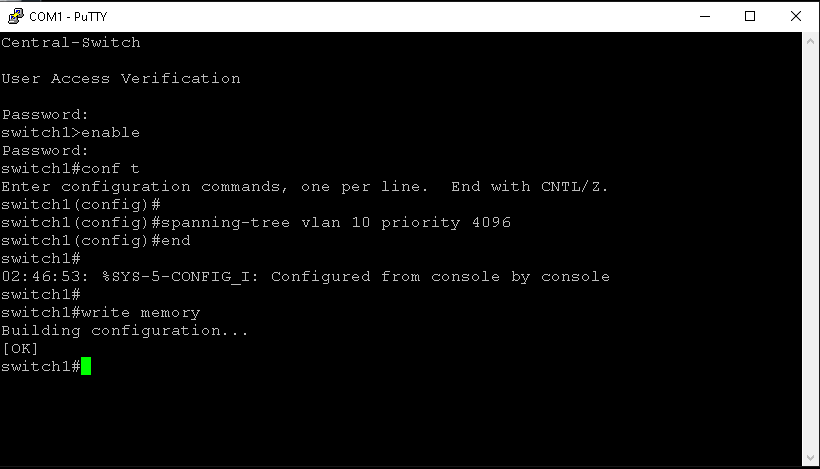 COM1 - PuTTY
Central-Switch
User Access Verification
Password:
switch1>enable
Password:
switch1#conf t
Enter configuration commands, one per line.  End with CNTL/Z.
switch1(config)#
switch1(config)#spanning-tree vlan 10 priority 4096
switch1(config)#end
switch1#
02:46:53: %SYS-5-CONFIG_I: Configured from console by console
switch1#
switch1#write memory
Building configuration...
[OK]
switch1#